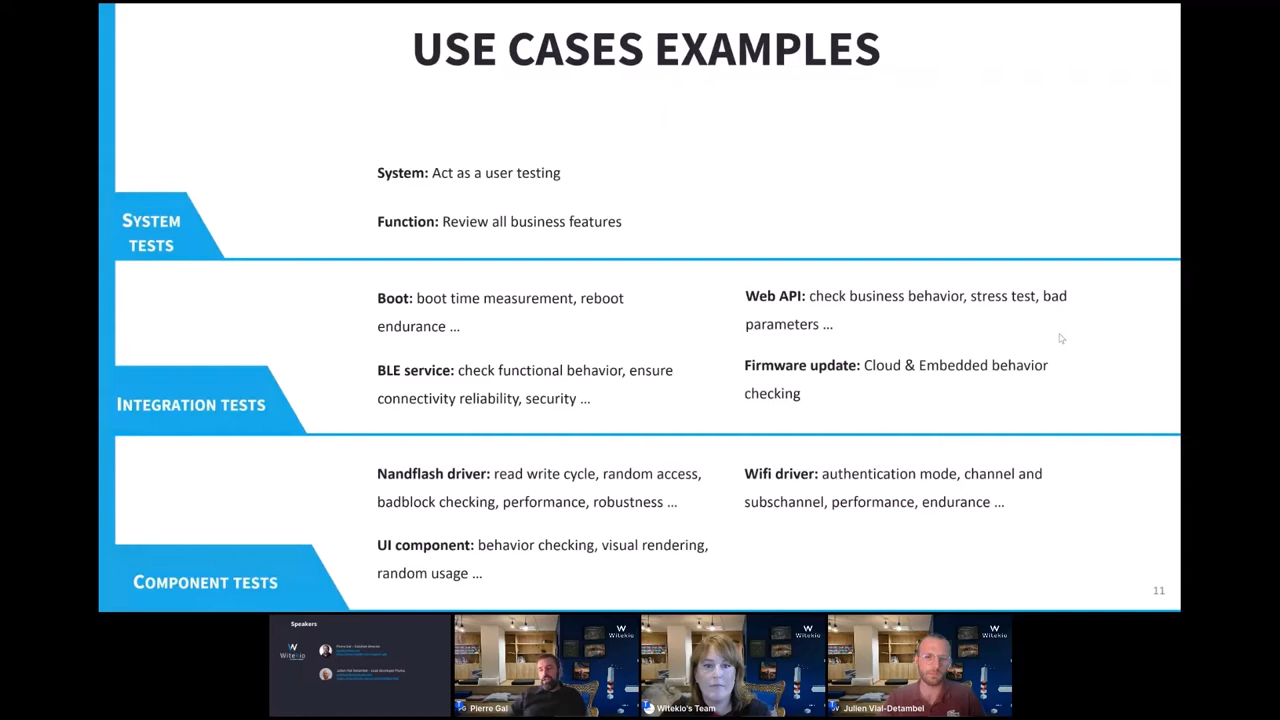 USE CASES EXAMPLES
System: Act as a user testing
Function: Review all business features
SYSTEM
TESTS
Boot: boot time measurement, reboot
endurance ...
BLE service: check functional behavior, ensure
connectivity reliability, security ...
Web API: check business behavior, stress test, bad
parameters ...
Firmware update: Cloud & Embedded behavior
checking
INTEGRATION TESTS
Nandflash driver: read write cycle, random access,
badblock checking, performance, robustness ...
UI component: behavior checking, visual rendering,
random usage ...
Wifi driver: authentication mode, channel and
subschannel, performance, endurance ...
COMPONENT TESTS
11
Speakers
Witekio
Witekio
Witekio
Witekio
Pierre Gal
Witekio's Team
Julien Vial-Detambel